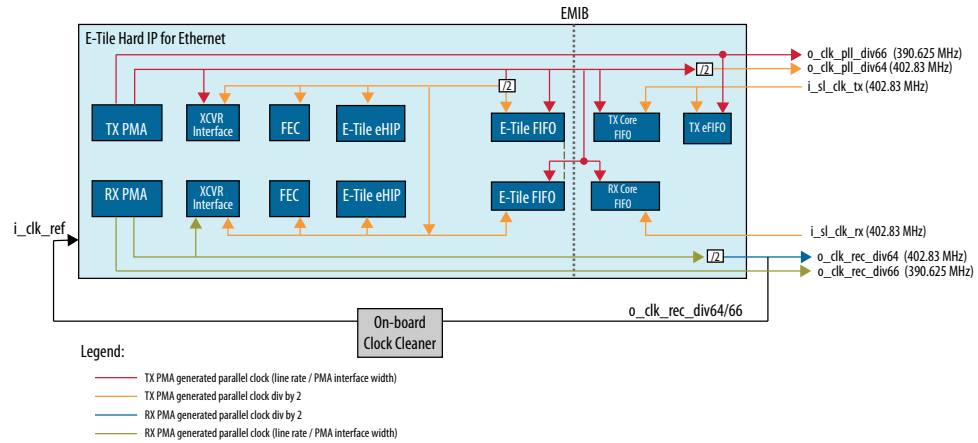 EMIB
E-Tile Hard IP for Ethernet
o_clk_pll_div66 (390.625 MHz)
/2
o_clk_pll_div64 (402.83 MHz)
/2
i_sl_clk_tx (402.83 MHz)
TX PMA
XCVR
Interface
FEC
E-Tile eHIP
E-Tile FIFO
TX Core
FIFO
TX eFIFO
RX PMA
XCVR
Interface
FEC
E-Tile eHIP
E-Tile FIFO
RX Core
FIFO
i_clk_ref
i_sl_clk_rx (402.83 MHz)
/2
o_clk_rec_div64 (402.83 MHz)
o_clk_rec_div66 (390.625 MHz)
o_clk_rec_div64/66
On-board
Clock Cleaner
Legend:
TX PMA generated parallel clock (line rate / PMA interface width)
TX PMA generated parallel clock div by 2
RX PMA generated parallel clock div by 2
RX PMA generated parallel clock (line rate / PMA interface width)